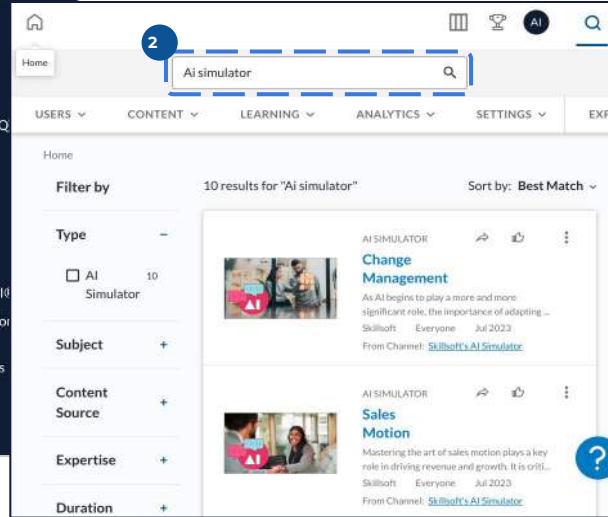 AI
2
Home
Ai simulator
USERS CONTENT LEARNING ANALYTICS SETTINGS
Home
Filter by
10 results for "Ai simulator"
Sort by: Best Match
Type
-
AI 10
Simulator
Subject +
Content
Source +
Expertise +
Duration +
AI SIMULATOR
Change
Management
As AI begins to play a more and more
significant role, the importance of adapting ...
Skillsoft Everyone Jul 2023
From Channel: Skillsoft's AI Simulator
AI
AI SIMULATOR
Sales
Motion
Mastering the art of sales motion plays a key
role in driving revenue and growth. It is criti...
Skillsoft Everyone Jul 2023
From Channel: Skillsoft's AI Simulator
AI
?